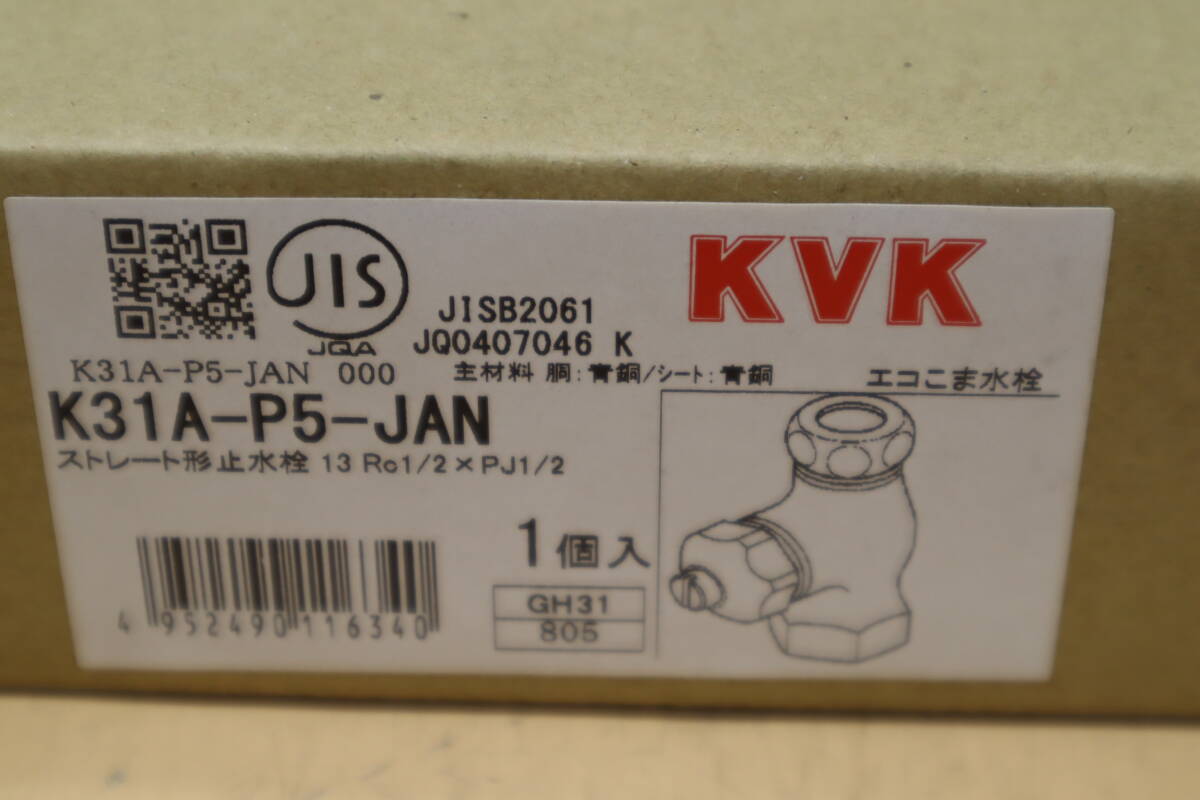 JIS
JQA
JISB2061
JQ0407046 K
KVK
K31A-P5-JAN 000
主材料 胴:青銅/シート:青銅
エコこま水栓
K31A-P5-JAN
ストレート形止水栓 13 Rc1/2×PJ1/2
1個入
GH31
805
4 952490 116340